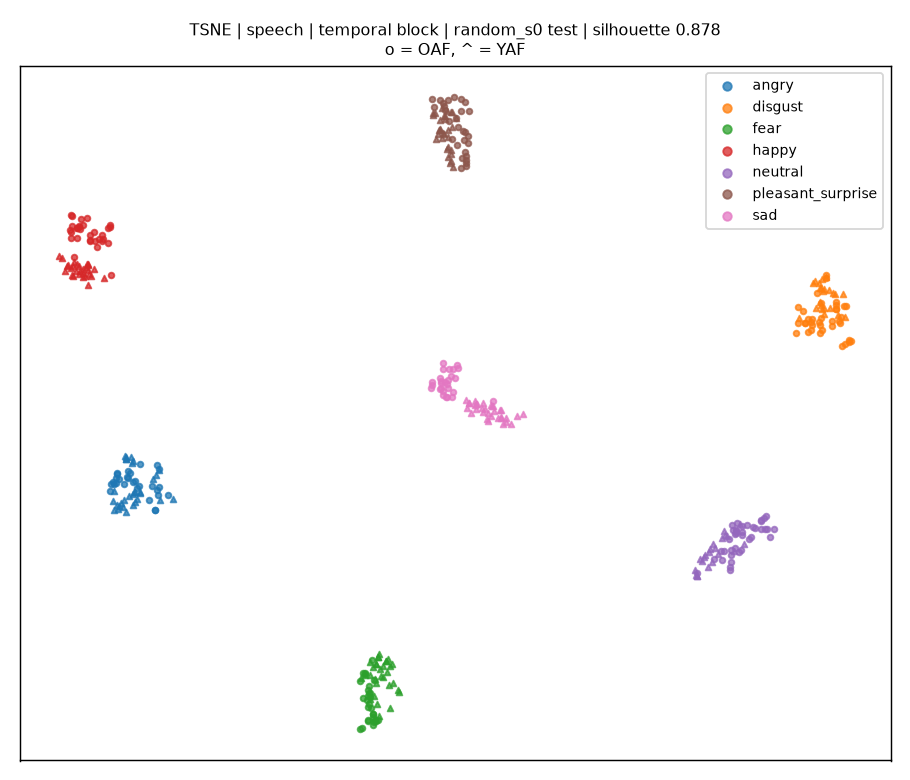 TSNE | speech | temporal block | random_s0 test | silhouette 0.878
o = OAF, ^ = YAF
angry
disgust
fear
happy
neutral
pleasant_surprise
sad